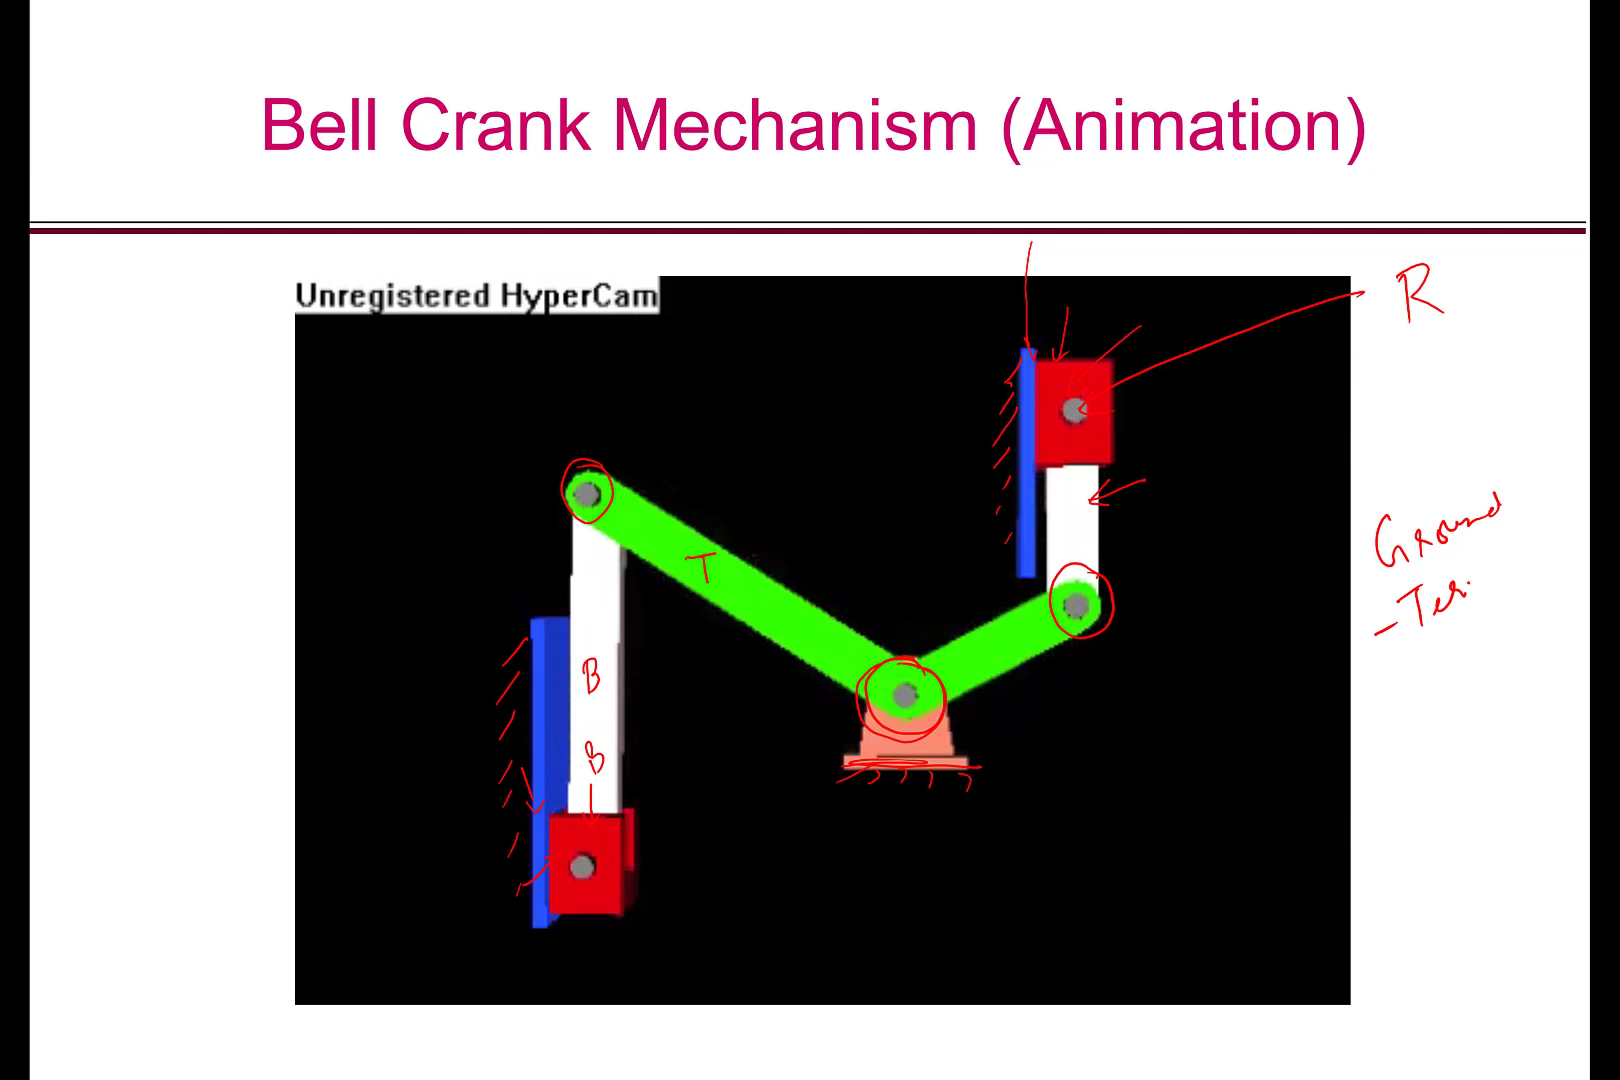 Bell Crank Mechanism (Animation)
Unregistered HyperCam
R
T
Ground
B
B